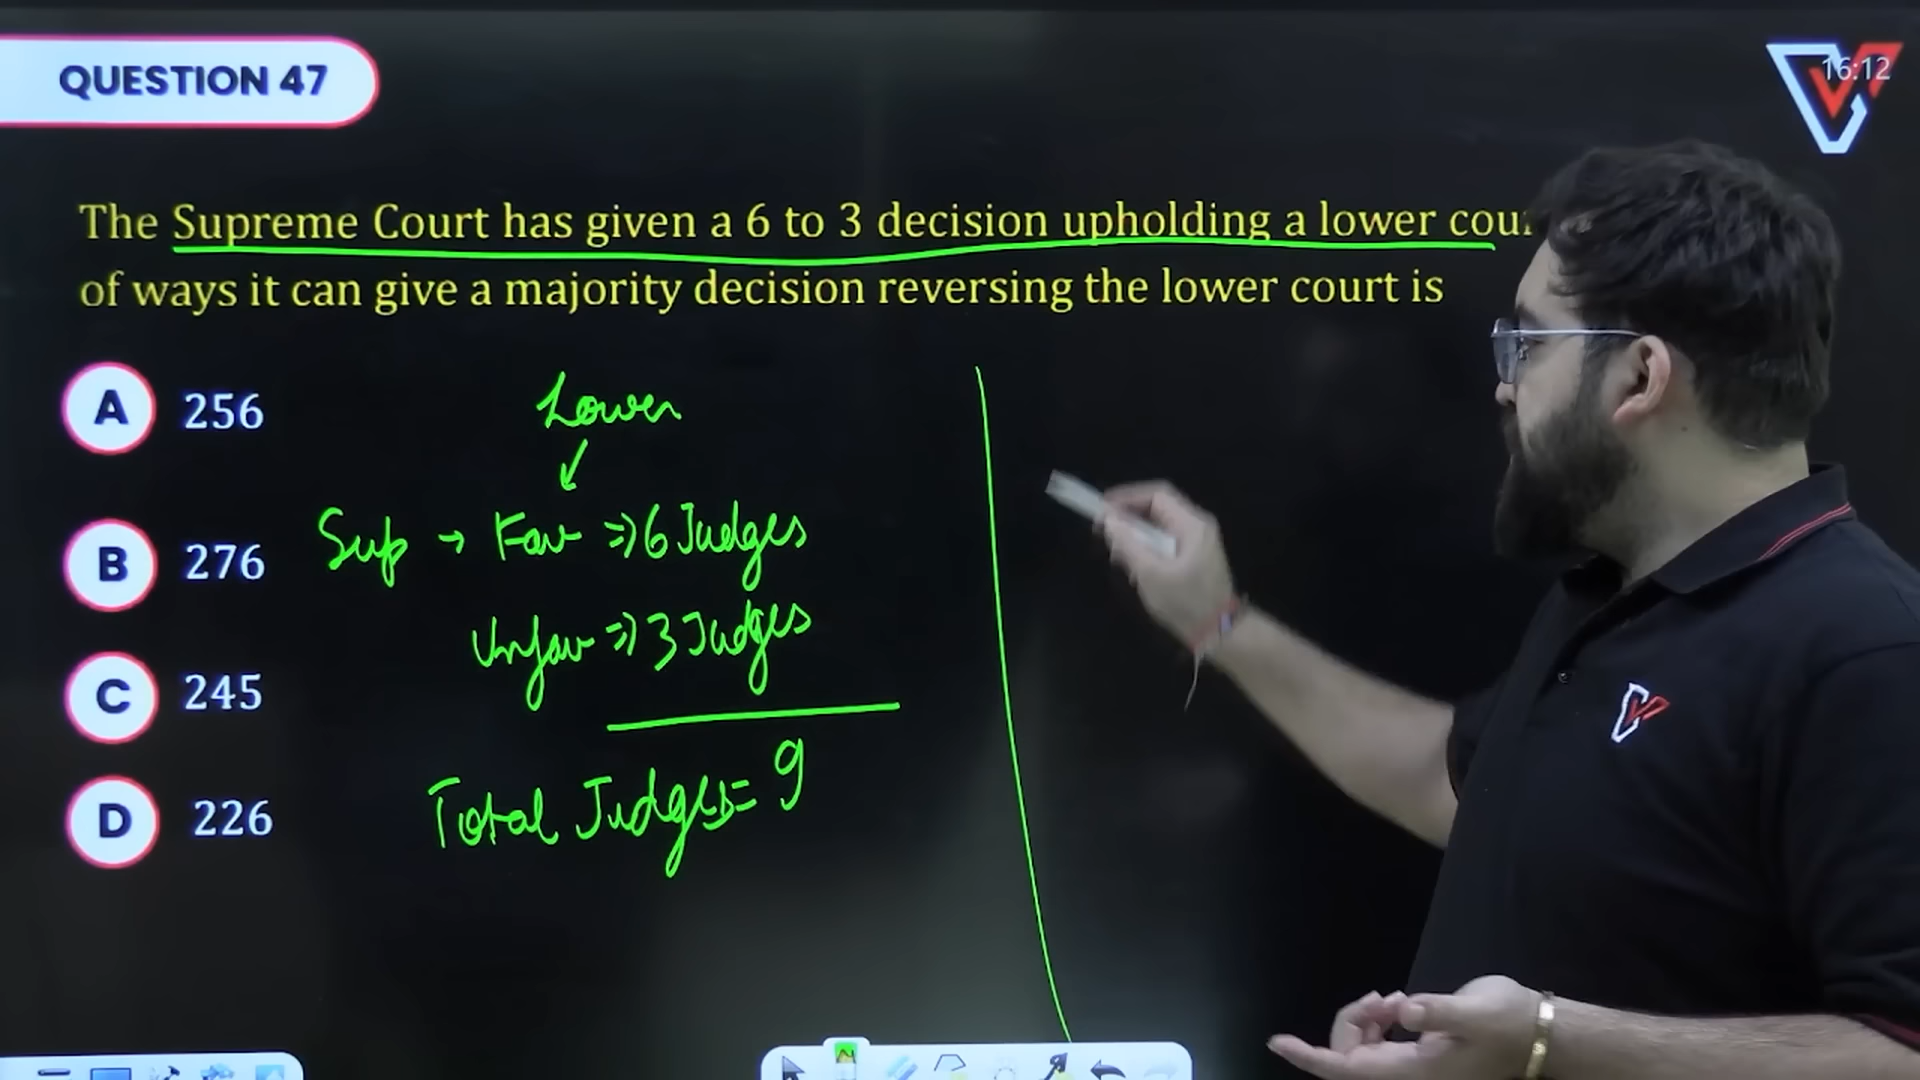 QUESTION 47
16:12
The Supreme Court has given a 6 to 3 decision upholding a lower
of ways it can give a majority decision reversing the lower court is
A 256
B 276
C 245
D 226
Lower
Sup → Fav ⇒ 6 Judges
Unfav ⇒ 3 Judges
Total Judges = 9